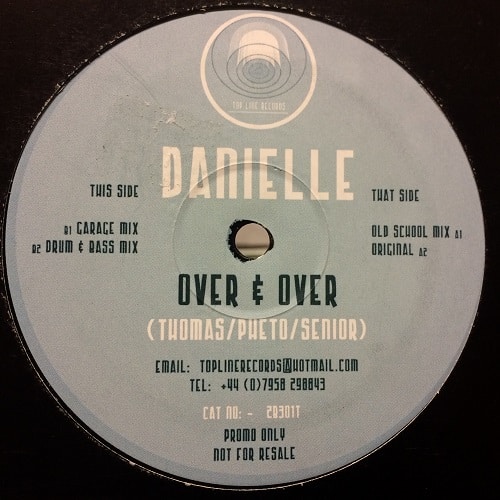 TOP LINE RECORDS
DANIELLE
THIS SIDE
B1 GARAGE MIX
B2 DRUM & BASS MIX
THAT SIDE
OLD SCHOOL MIX A1
ORIGINAL A2
OVER & OVER
(THOMAS/PHETO/SENIOR)
EMAIL: TOPLINERECORDS@HOTMAIL.COM
TEL: +44 (0)7958 298843
CAT NO: - ZB301T
PROMO ONLY
NOT FOR RESALE